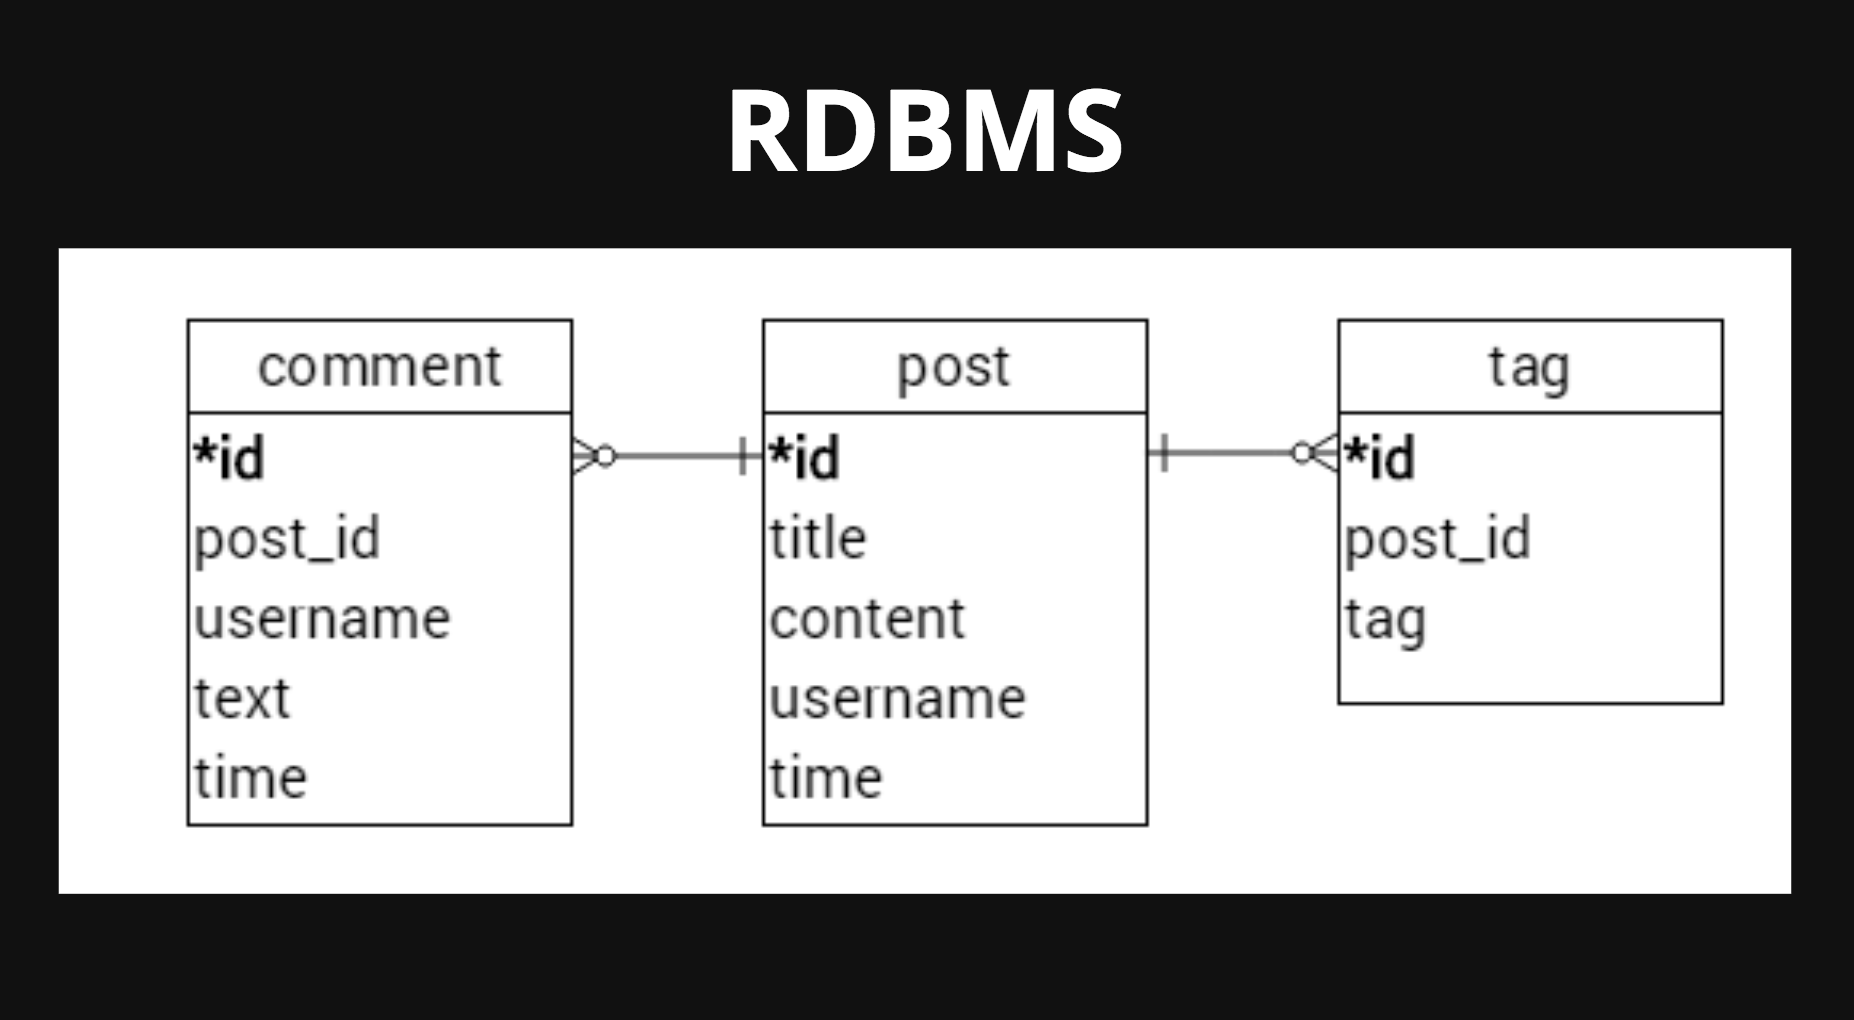 RDBMS
comment
*id
post_id
username
text
time
post
*id
title
content
username
time
tag
*id
post_id
tag